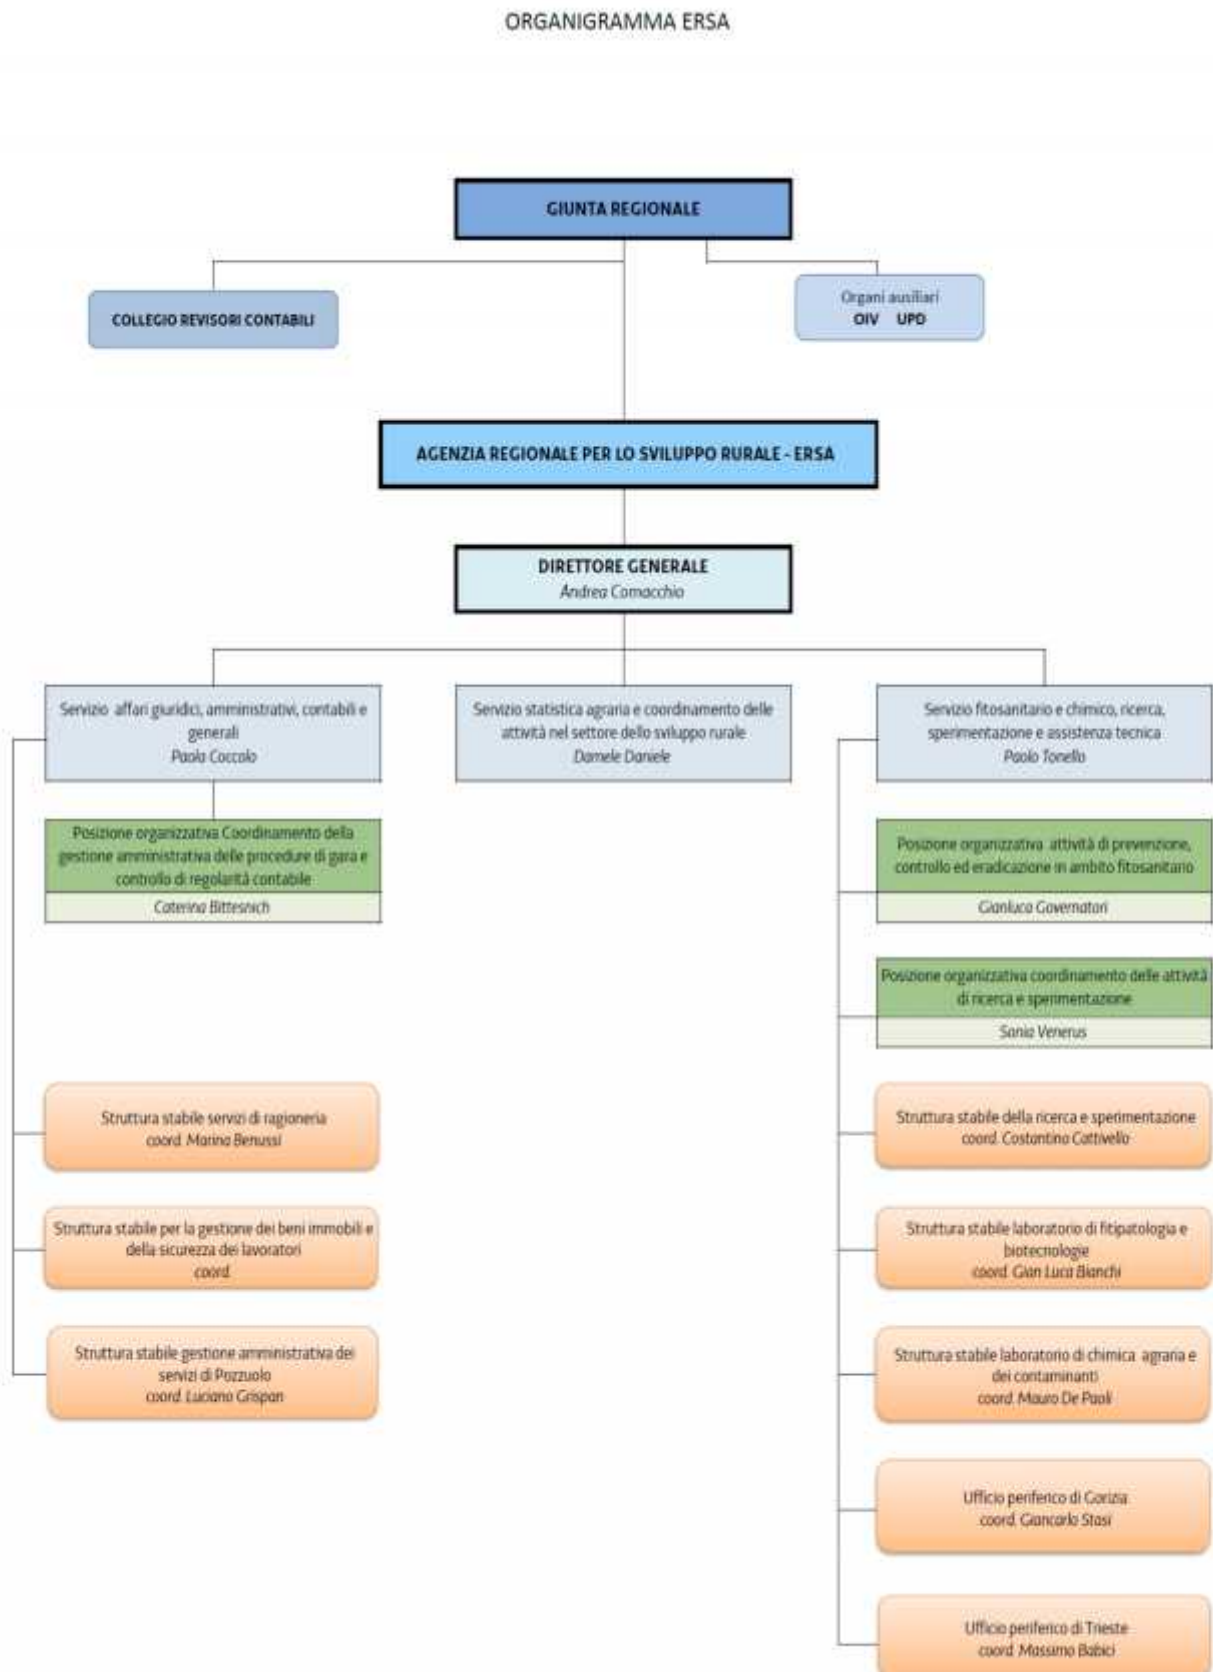 ORGANIGRAMMA ERSA
GIUNTA REGIONALE
COLLEGIO REVISORI CONTABILI
Organi ausiliari
OIV UPD
AGENZIA REGIONALE PER LO SVILUPPO RURALE - ERSA
DIRETTORE GENERALE
Andrea Comacchio
Servizio affari giuridici, amministrativi, contabili e
generali
Paola Coccolo
Servizio statistica agraria e coordinamento delle
attività nel settore dello sviluppo rurale
Damele Daniele
Servizio fitosanitario e chimico, ricerca,
sperimentazione e assistenza tecnica
Paolo Tonello
Posizione organizzativa Coordinamento della
gestione amministrativa delle procedure di gara e
controllo di regolarità contabile
Caterina Bittesnich
Posizione organizzativa attività di prevenzione,
controllo ed eradicazione in ambito fitosanitario
Gianluca Governatori
Posizione organizzativa coordinamento delle attività
di ricerca e sperimentazione
Sonia Venerus
Struttura stabile servizi di ragioneria
coord. Marina Benussi
Struttura stabile per la gestione dei beni immobili e
della sicurezza dei lavoratori
coord.
Struttura stabile gestione amministrativa dei
servizi di Pozzuolo
coord. Luciano Grispan
Struttura stabile della ricerca e sperimentazione
coord. Costantino Cattivello
Struttura stabile laboratorio di fitipatologia e
biotecnologie
coord. Gian Luca Bianchi
Struttura stabile laboratorio di chimica agraria e
dei contaminanti
coord. Mauro De Paoli
Ufficio periferico di Gorizia
coord. Giancarlo Stasi
Ufficio periferico di Trieste
coord. Massimo Babici